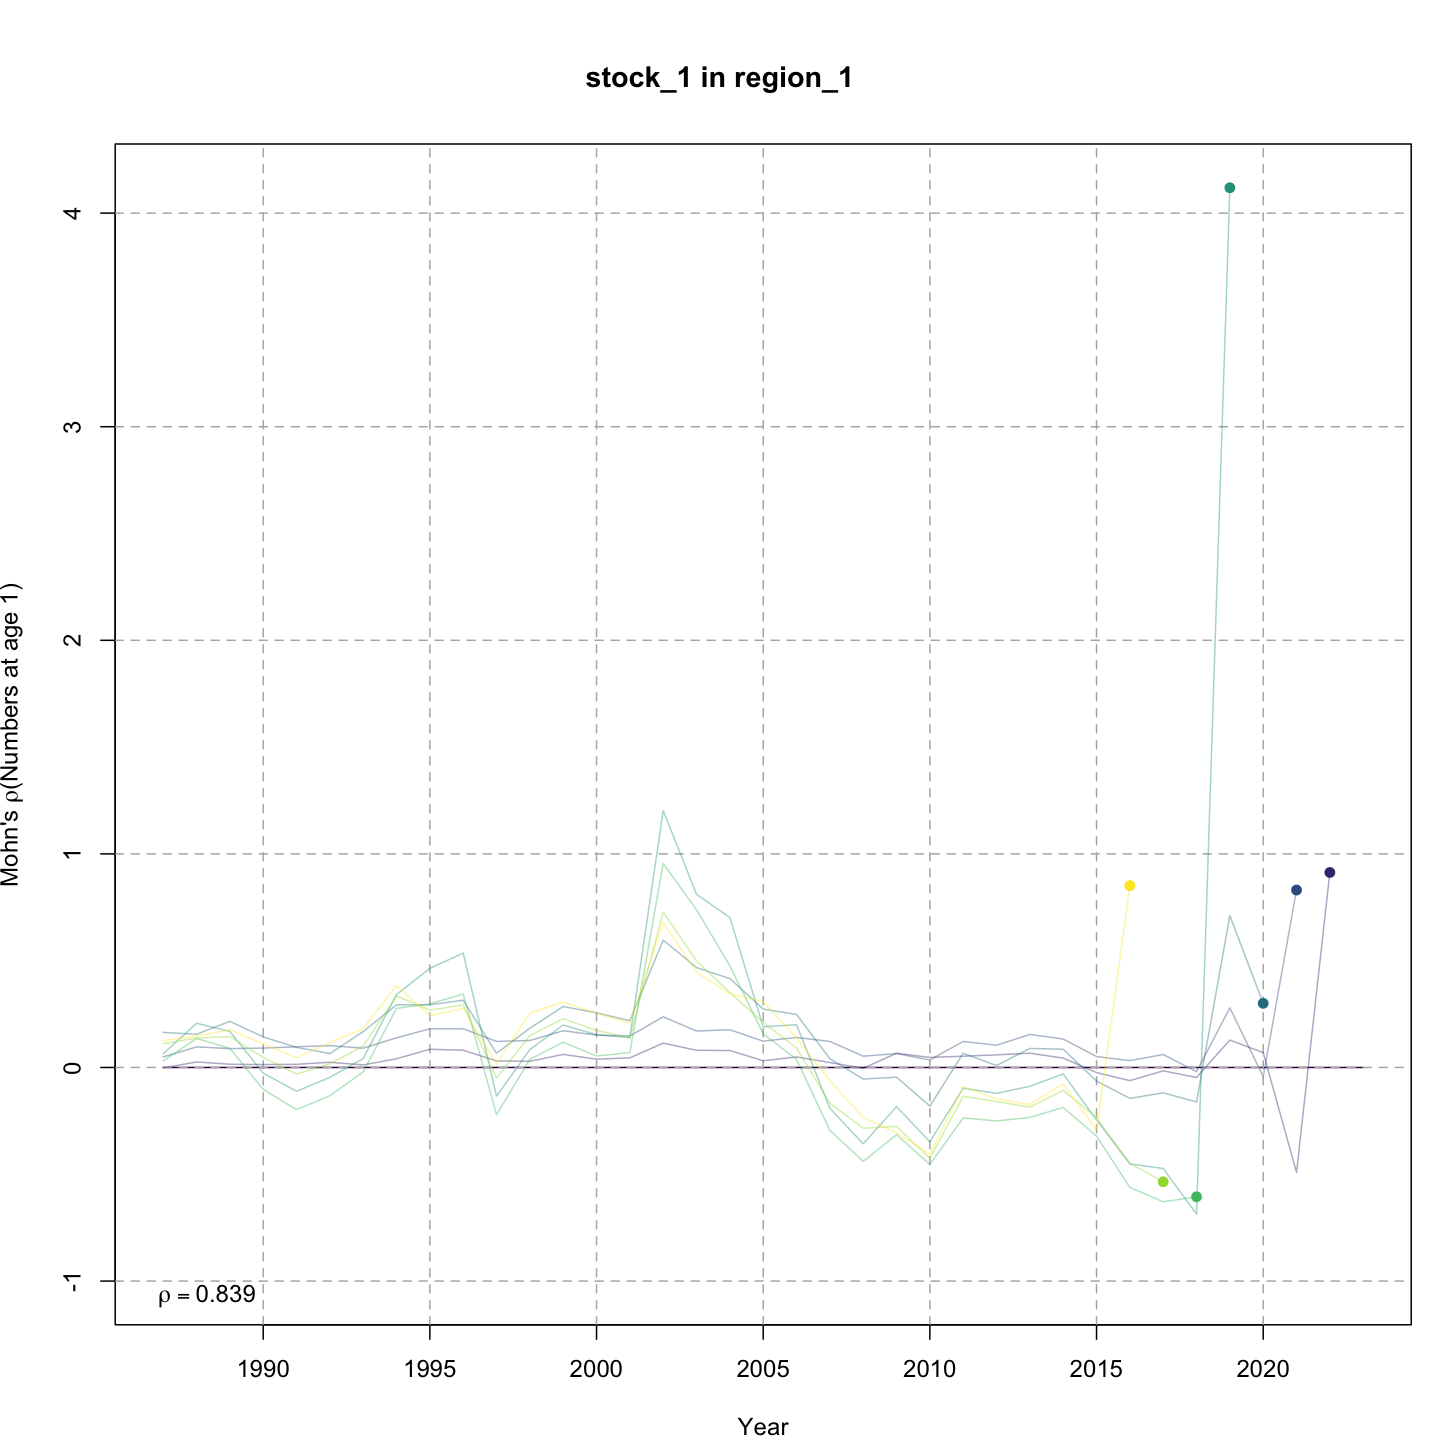 stock_1 in region_1
Mohn's ρ(Numbers at age 1)
4
3
2
1
0
-1
ρ = 0.839
1990 1995 2000 2005 2010 2015 2020
Year